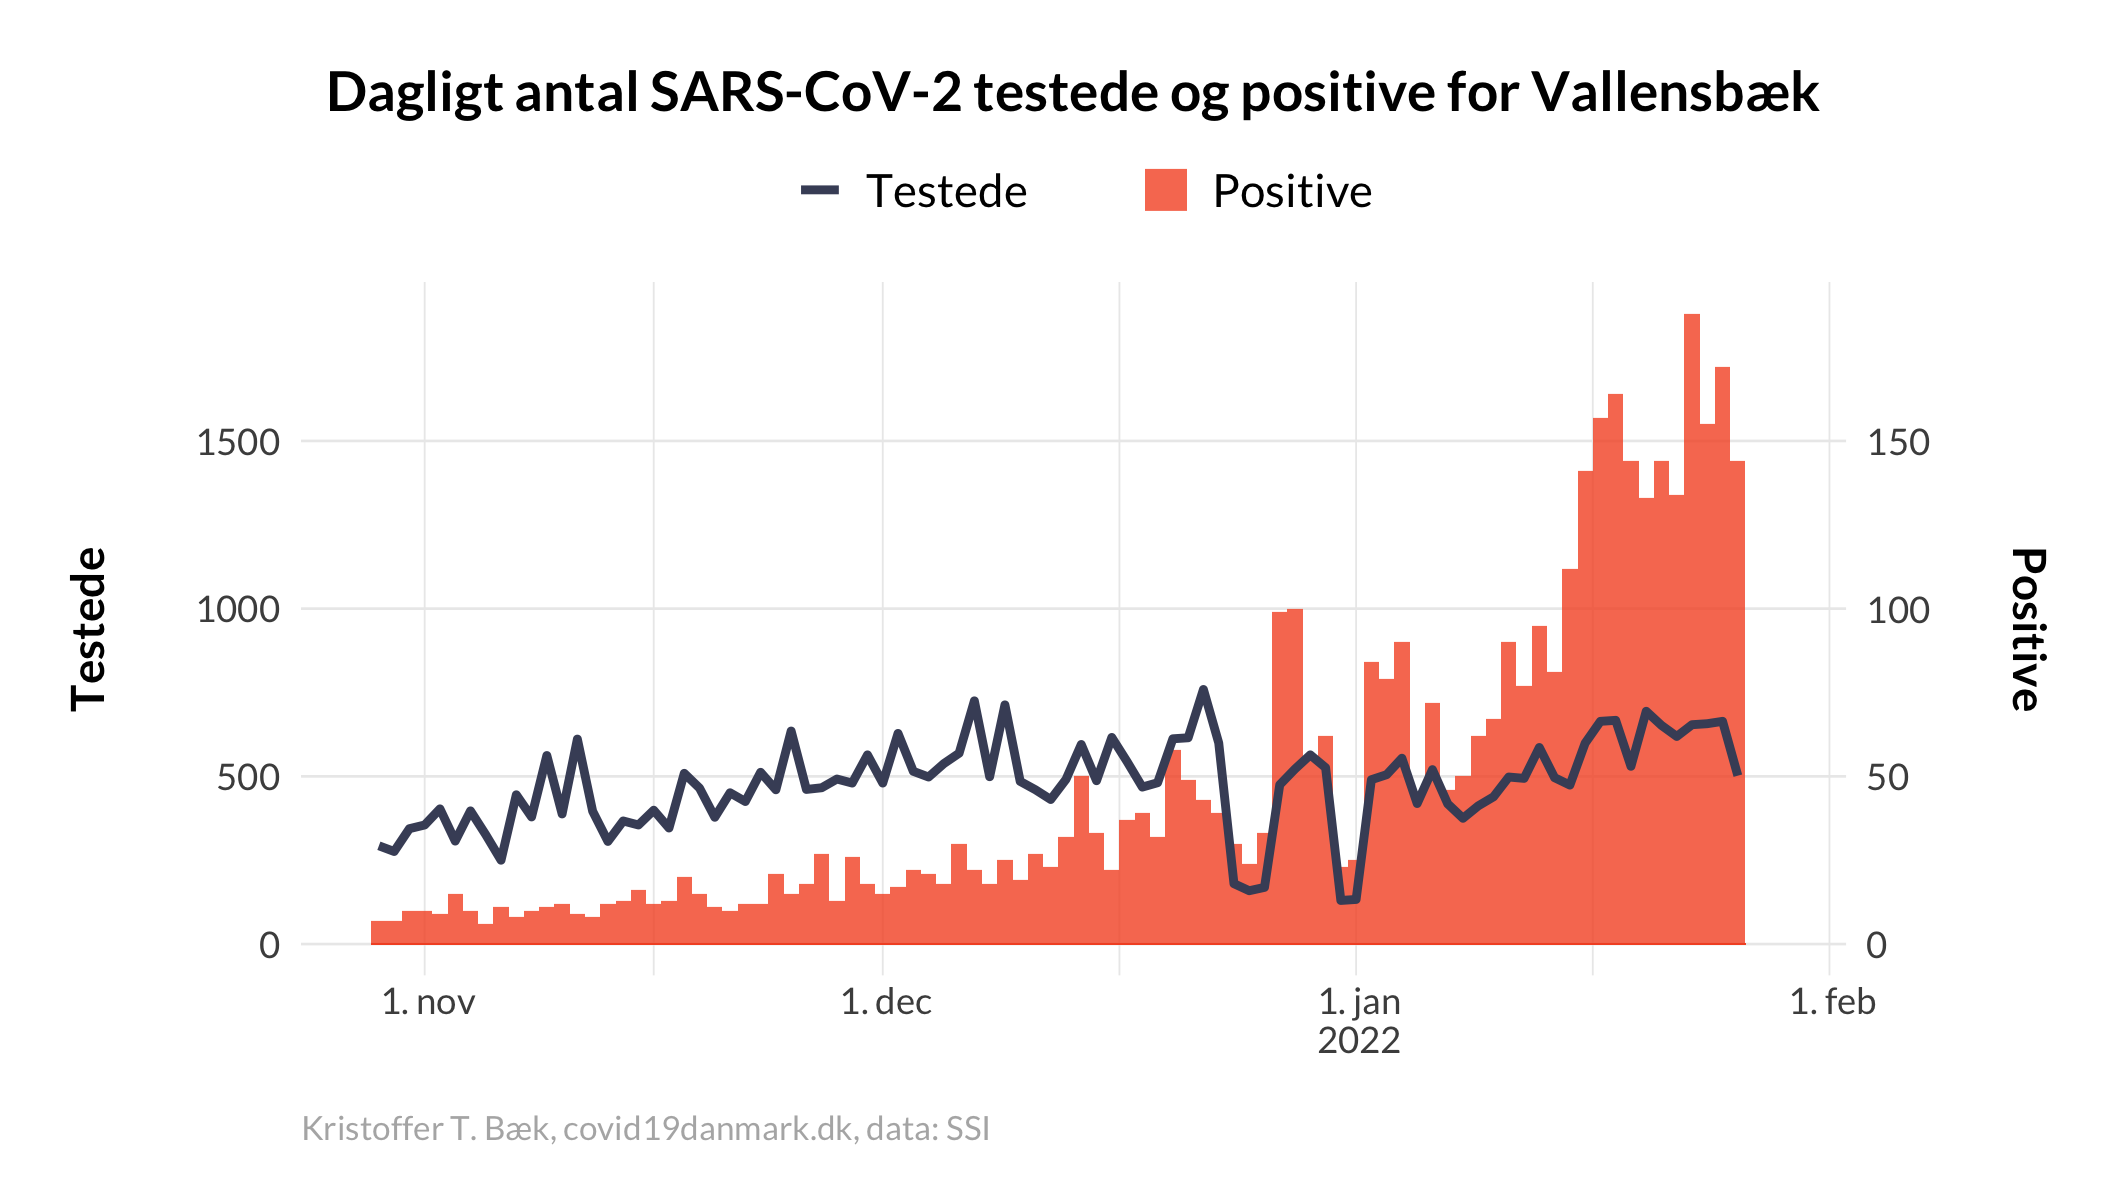 Dagligt antal SARS-CoV-2 testede og positive for Vallensbæk
Testede
Positive
Testede
1500
1000
500
0
150
100
50
0
Positive
1. nov
1. dec
1. jan
2022
1. feb
Kristoffer T. Bæk, covid19danmark.dk, data: SSI